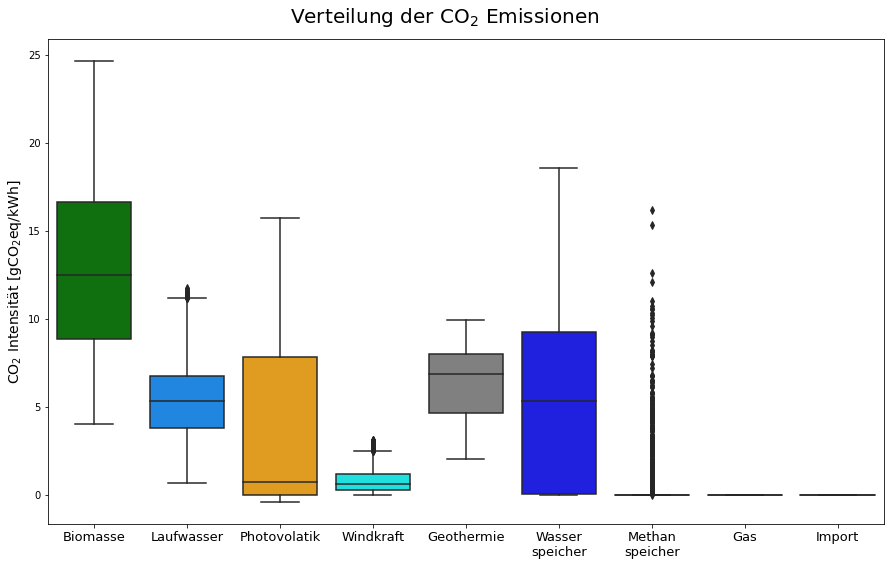 Verteilung der CO₂ Emissionen
CO₂ Intensität [gCO₂eq/kWh]
25
20
15
10
5
0
Biomasse
Laufwasser
Photovolatik
Windkraft
Geothermie
Wasser
speicher
Methan
speicher
Gas
Import